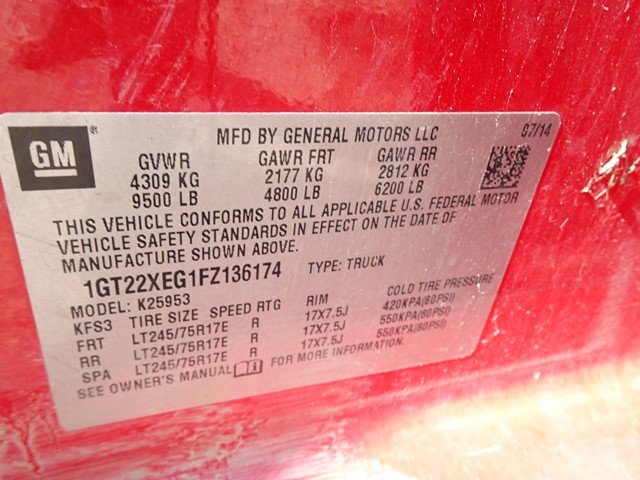 GM ®
MFD BY GENERAL MOTORS LLC 07/14
GVWR GAWR FRT GAWR RR
4309 KG 2177 KG 2812 KG
9500 LB 4800 LB 6200 LB
THIS VEHICLE CONFORMS TO ALL APPLICABLE U.S. FEDERAL MOTOR
VEHICLE SAFETY STANDARDS IN EFFECT ON THE DATE OF
MANUFACTURE SHOWN ABOVE.
1GT22XEG1FZ136174 TYPE: TRUCK
MODEL: K25953
KFS3 TIRE SIZE SPEED RTG RIM COLD TIRE PRESSURE
FRT LT245/75R17E R 17X7.5J 420KPA(60PSI)
RR LT245/75R17E R 17X7.5J 550KPA(80PSI)
SPA LT245/75R17E R 17X7.5J 550KPA(80PSI)
SEE OWNER'S MANUAL FOR MORE INFORMATION.